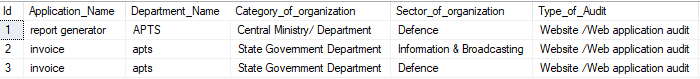 Id Application_Name Department_Name Category_of_organization Sector_of_organization Type_of_Audit
1 report generator APTS Central Ministry/ Department Defence Website /Web application audit
2 invoice apts State Government Department Information & Broadcasting Website /Web application audit
3 invoice apts State Government Department Defence Website /Web application audit